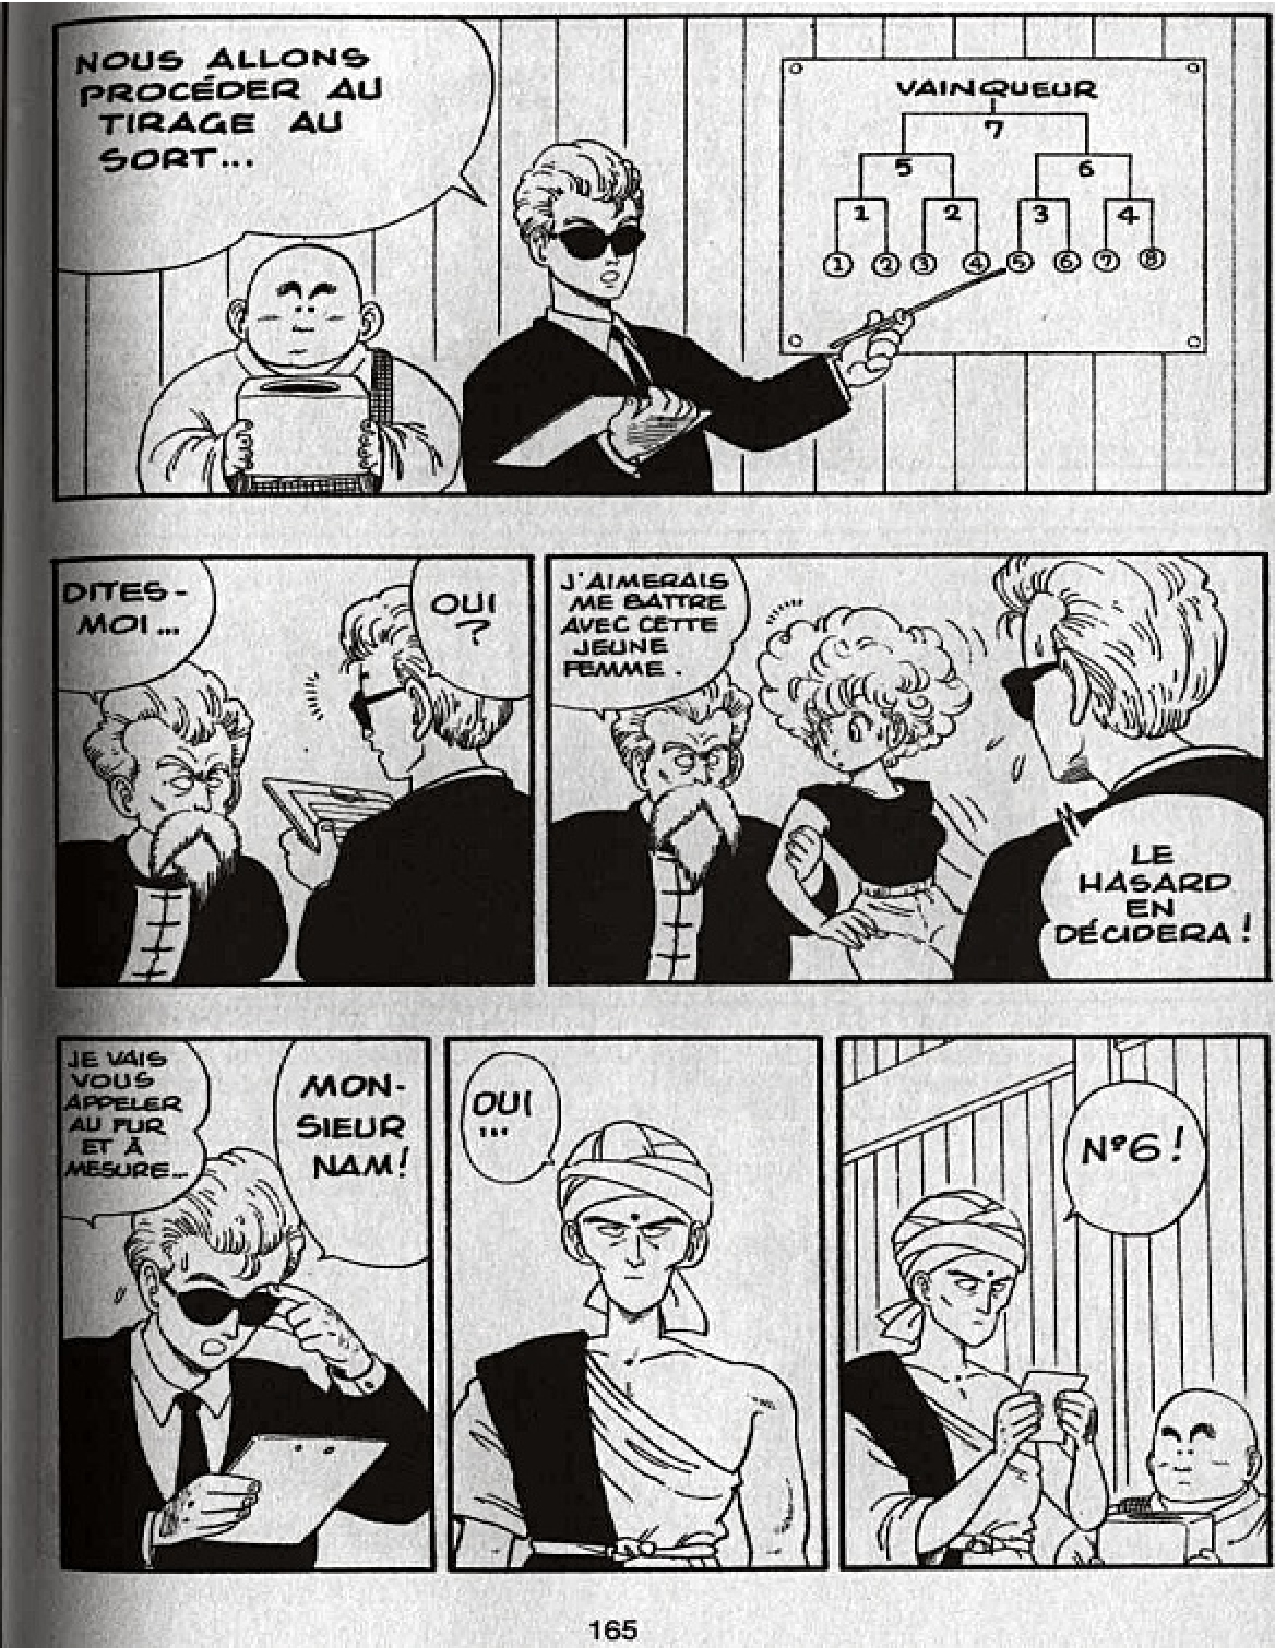 NOUS ALLONS
PROCÉDER AU
TIRAGE AU
SORT...
VAINQUEUR
7
5 6
1 2 3 4
① ② ③ ④ ⑤ ⑥ ⑦ ⑧
DITES-
MOI...
OUI
?
J'AIMERAIS
ME BATTRE
AVEC CETTE
JEUNE
FEMME.
LE
HASARD
EN
DÉCIDERA!
JE VAIS
VOUS
APPELER
AU FUR
ET À
MESURE...
MON-
SIEUR
NAM!
OUI
...
N°6!
165